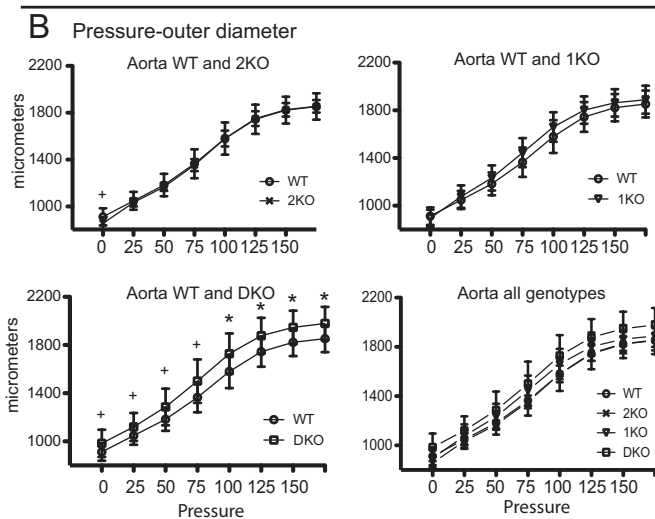 B Pressure-outer diameter
Aorta WT and 2KO
micrometers
2200
1800
1400
1000
+
WT
2KO
0 25 50 75 100 125 150
Aorta WT and 1KO
2200
1800
1400
1000
WT
1KO
0 25 50 75 100 125 150
Aorta WT and DKO
micrometers
2200
1800
1400
1000
+ + + + * * * *
WT
DKO
0 25 50 75 100 125 150
Pressure
Aorta all genotypes
2200
1800
1400
1000
WT
2KO
1KO
DKO
0 25 50 75 100 125 150
Pressure